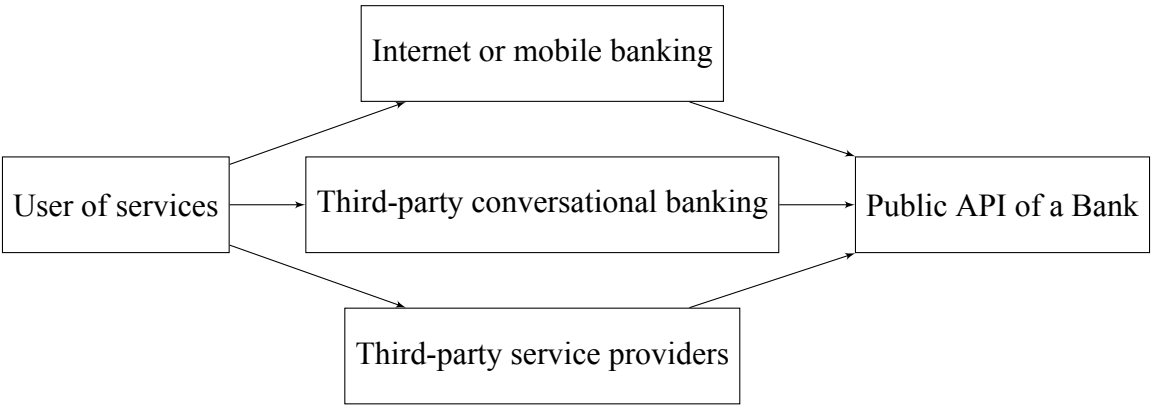 Internet or mobile banking
User of services
Third-party conversational banking
Public API of a Bank
Third-party service providers